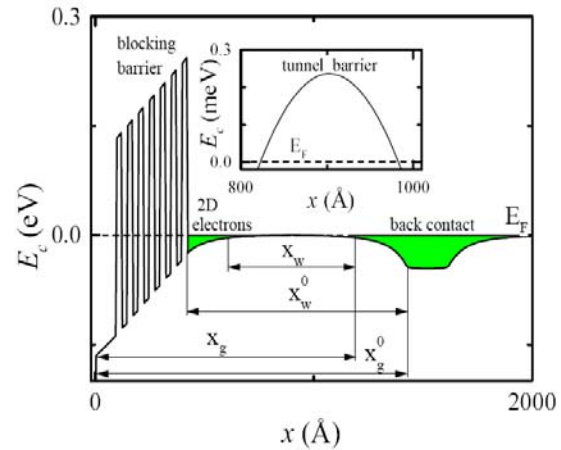 blocking
barrier
0.3
0.0
E_c (meV)
tunnel barrier
E_F
800
1000
x (Å)
E_c (eV)
0.3
0.0
2D
electrons
back contact
E_F
x_w
x_w^0
x_g
x_g^0
0
2000
x (Å)